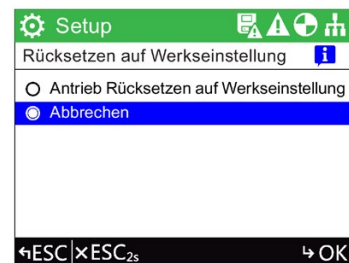 Setup
Rücksetzen auf Werkseinstellung i
Antrieb Rücksetzen auf Werkseinstellung
Abbrechen
ESC ESC2s OK